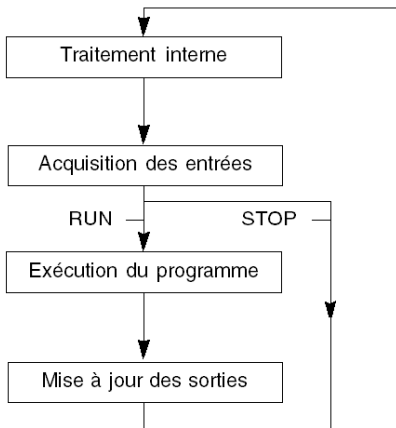 Traitement interne
Acquisition des entrées
RUN STOP
Exécution du programme
Mise à jour des sorties